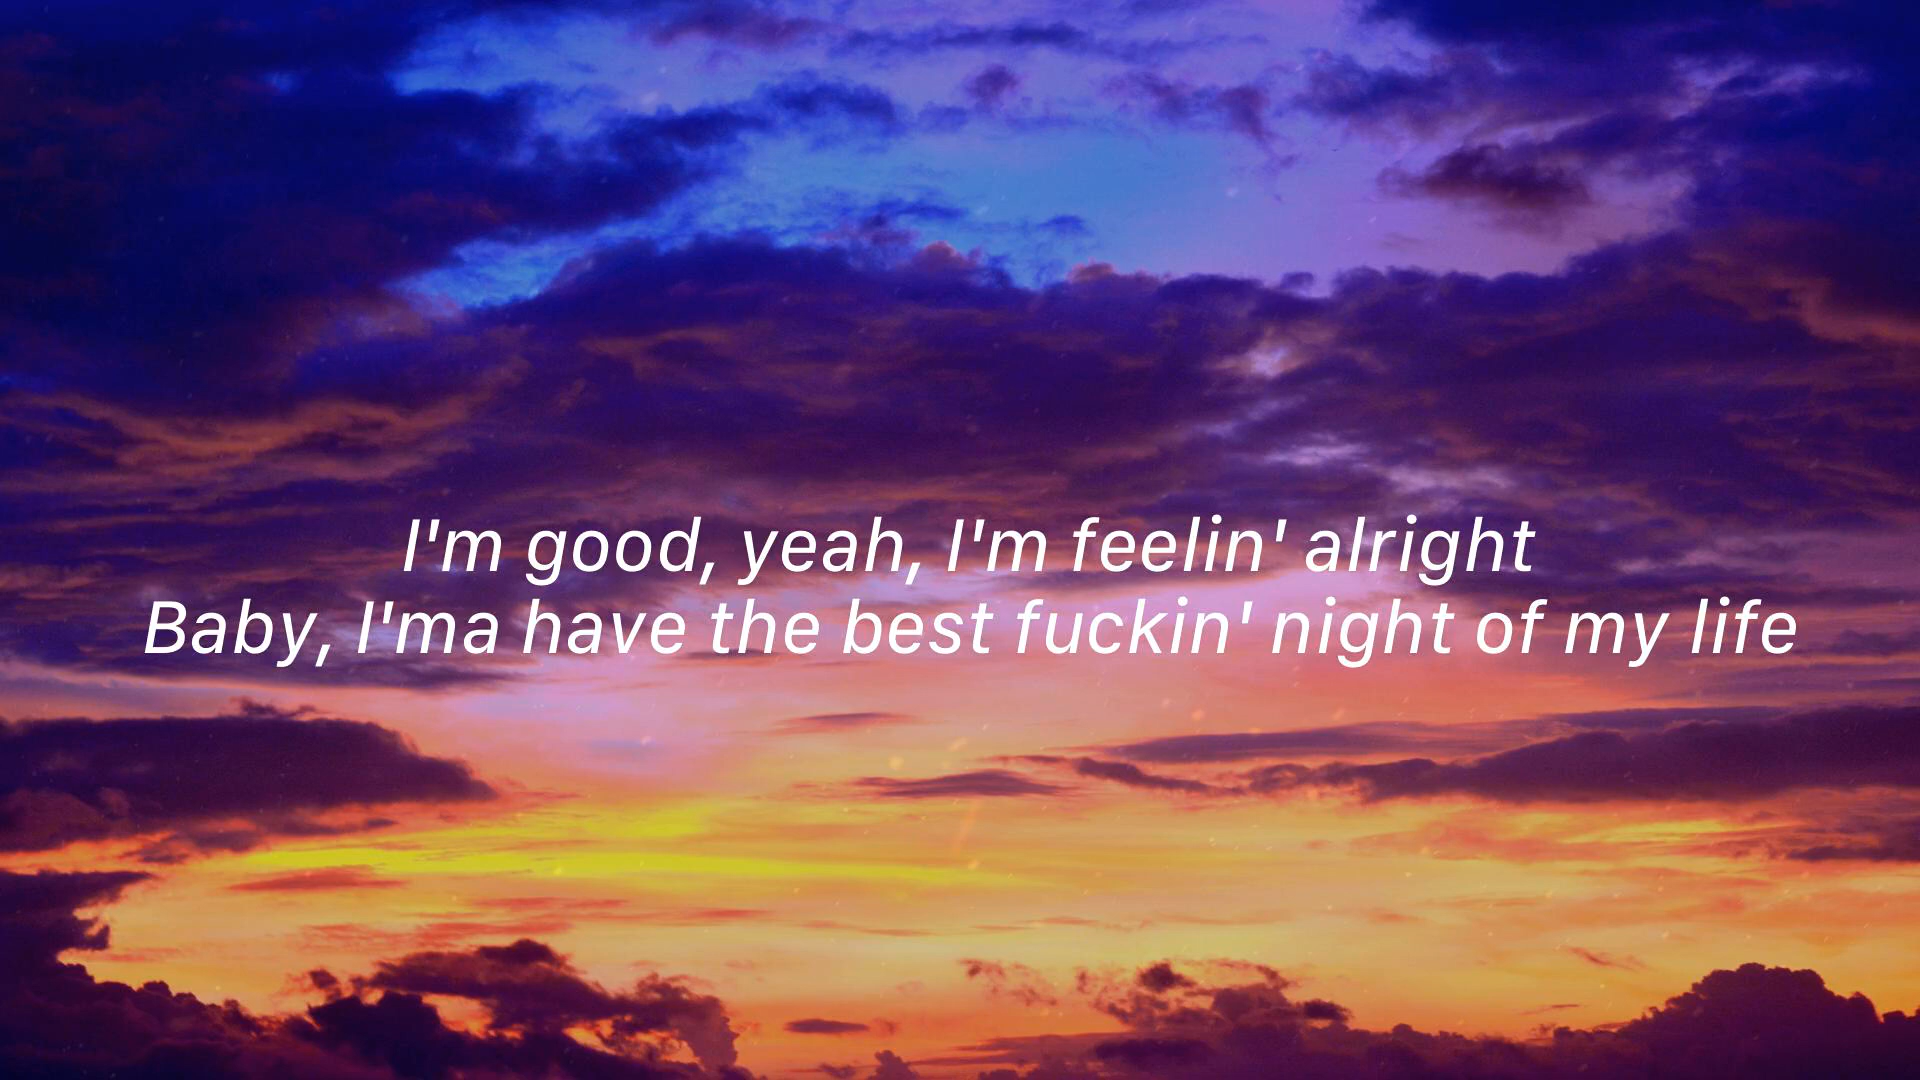 I'm good, yeah, I'm feelin' alright
Baby, I'ma have the best fuckin' night of my life